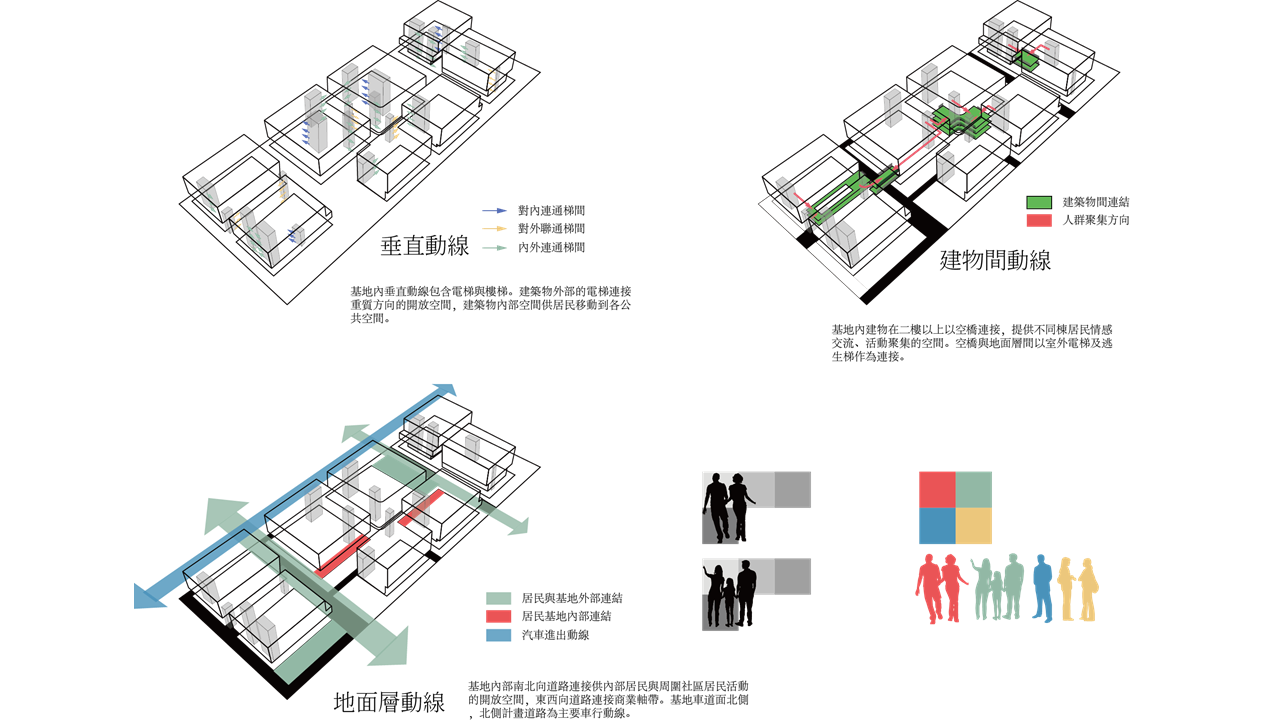 對內連通梯間
對外聯通梯間
內外連通梯間
垂直動線
基地內垂直動線包含電梯與樓梯。建築物外部的電梯連接
重質方向的開放空間，建築物內部空間供居民移動到各公
共空間。
建築物間連結
人群聚集方向
建物間動線
基地內建物在二樓以上以空橋連接，提供不同棟居民情感
交流、活動聚集的空間。空橋與地面層間以室外電梯及逃
生梯作為連接。
居民與基地外部連結
居民基地內部連結
汽車進出動線
地面層動線
基地內部南北向道路連接供內部居民與周圍社區居民活動
的開放空間，東西向道路連接商業軸帶。基地車道面北側
，北側計畫道路為主要車行動線。